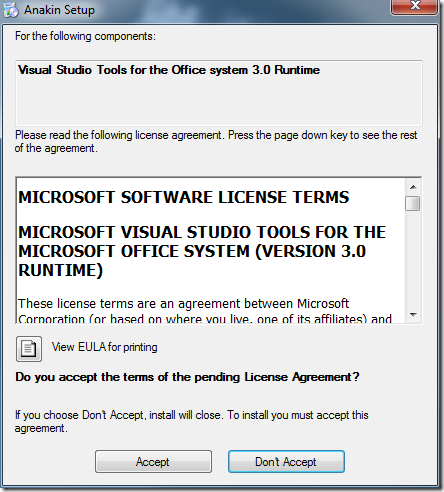 Anakin Setup
For the following components:
Visual Studio Tools for the Office system 3.0 Runtime
Please read the following license agreement. Press the page down key to see the rest
of the agreement.
MICROSOFT SOFTWARE LICENSE TERMS
MICROSOFT VISUAL STUDIO TOOLS FOR THE
MICROSOFT OFFICE SYSTEM (VERSION 3.0
RUNTIME)
These license terms are an agreement between Microsoft
Corporation (or based on where you live, one of its affiliates) and
View EULA for printing
Do you accept the terms of the pending License Agreement?
If you choose Don't Accept, install will close. To install you must accept this
agreement.
Accept
Don't Accept